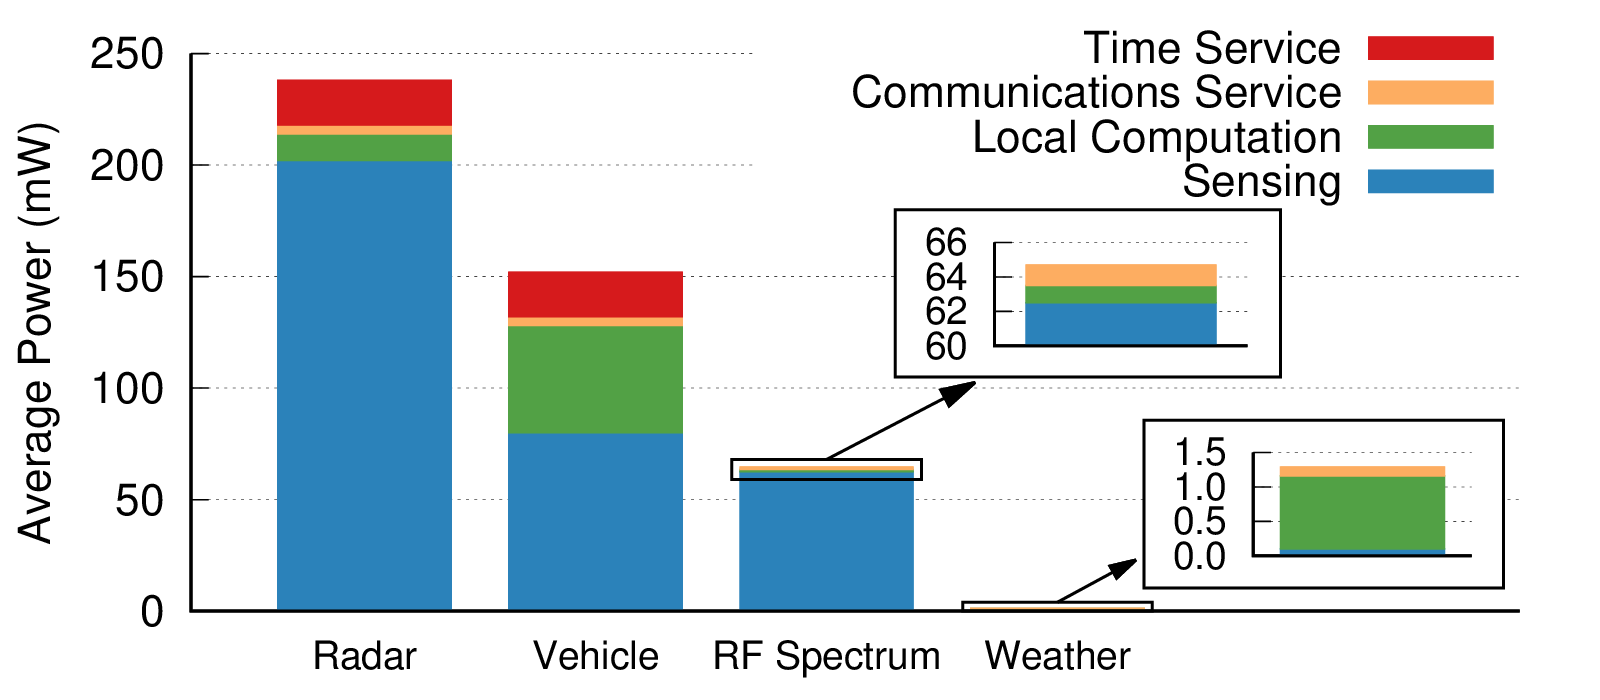 Average Power (mW)
250
200
150
100
50
0
Time Service
Communications Service
Local Computation
Sensing
66
64
62
60
1.5
1.0
0.5
0.0
Radar
Vehicle
RF Spectrum
Weather